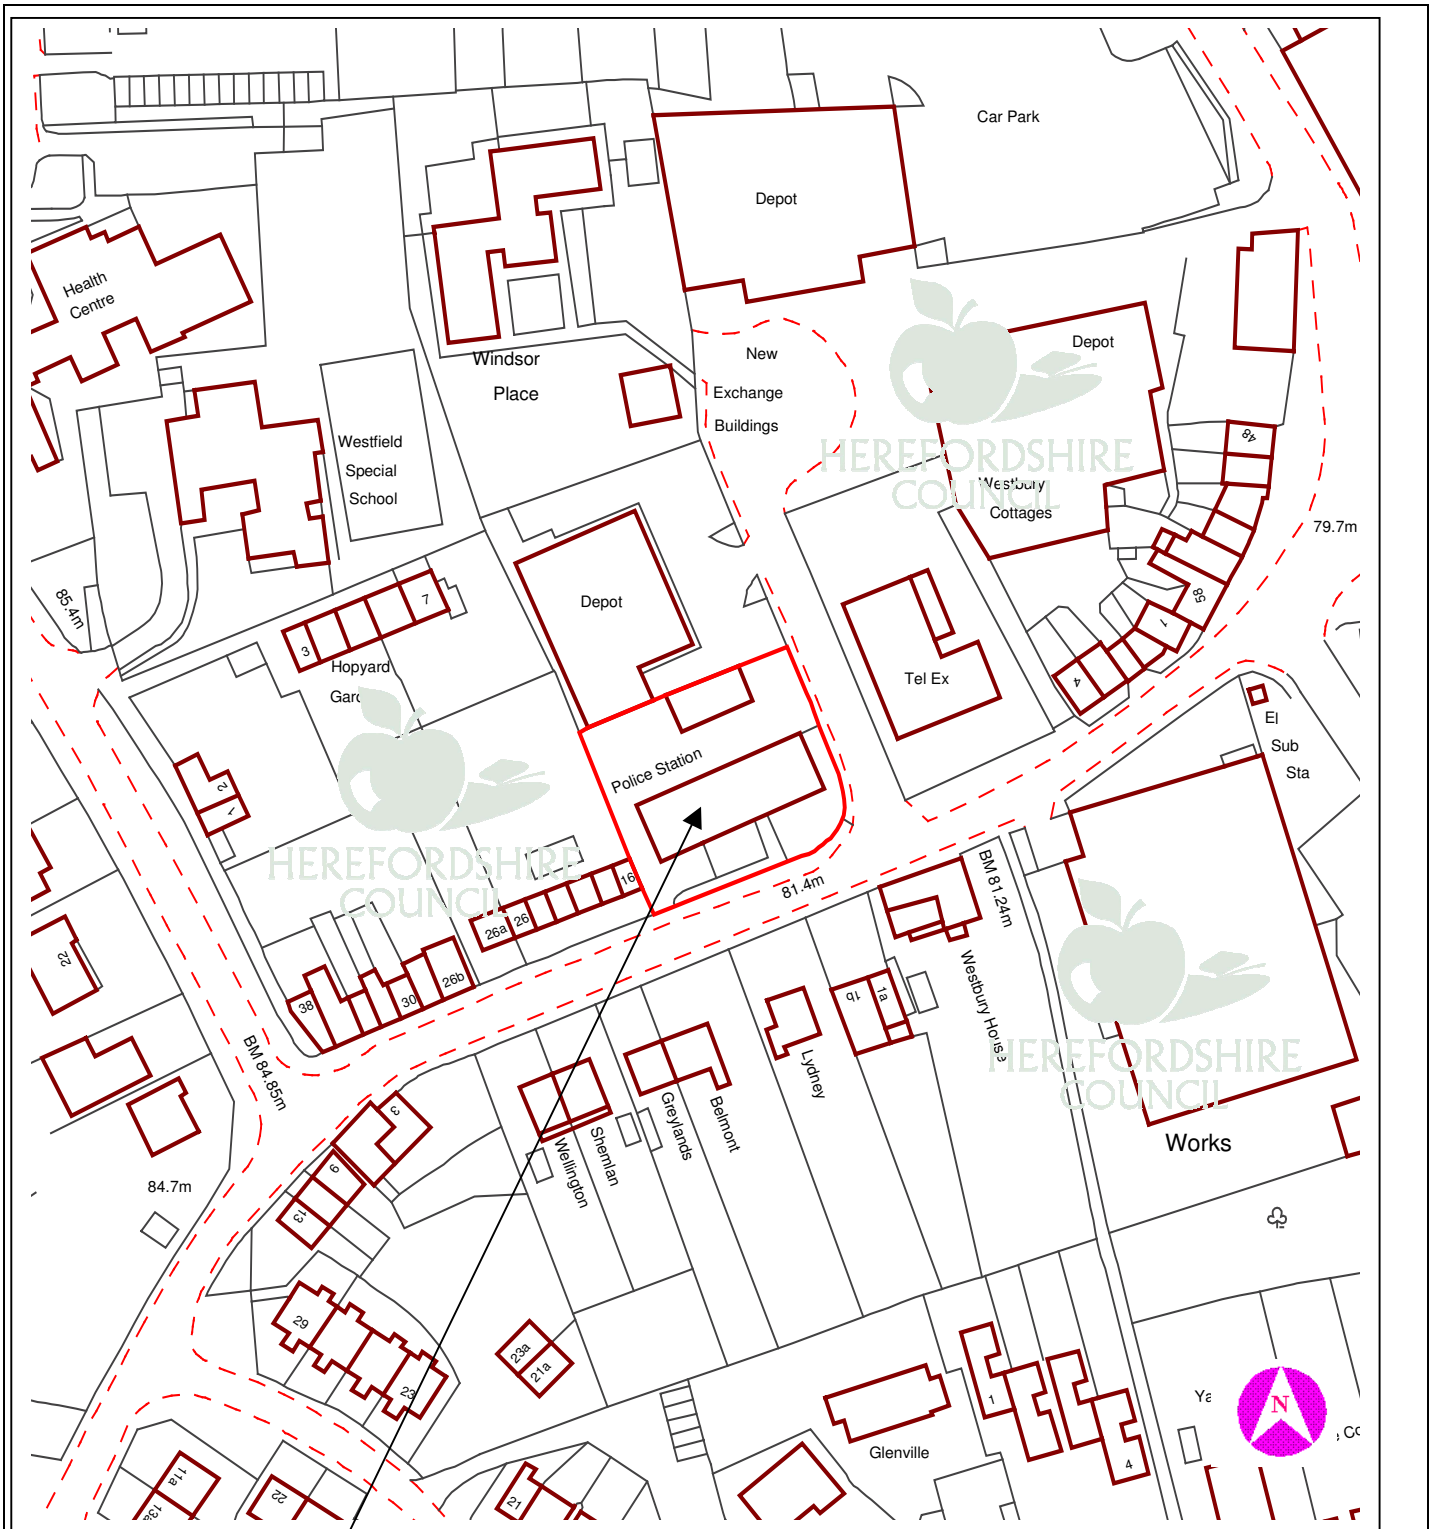 Car Park
Depot
Health
Centre
Windsor
Place
New
Exchange
Buildings
Depot
HEREFORDSHIRE
COUNCIL
Westbury
Cottages
48
79.7m
Westfield
Special
School
85.4m
7
3
Hopyard
Depot
58
1
4
Tel Ex
El
Sub
Sta
Police Station
2
1
HEREFORDSHIRE
COUNCIL
16
26
26a
26b
30
38
81.4m
BM 81.24m
22
Westbury House
1b
1a
HEREFORDSHIRE
COUNCIL
Lydney
Belmont
Greylands
Shemlan
Wellington
BM 84.85m
3
9
13
84.7m
Works
29
23
23a
21a
1
4
Glenville
N
11a
13a
22
21